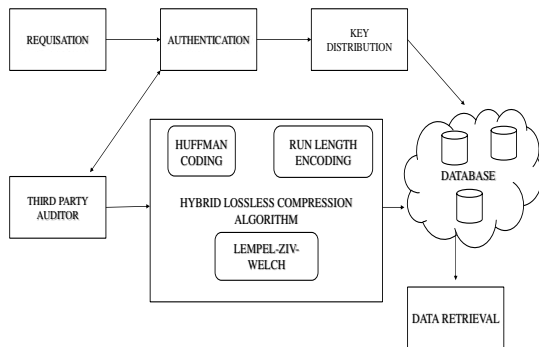 REQUISATION
AUTHENTICATION
KEY
DISTRIBUTION
HUFFMAN
CODING
RUN LENGTH
ENCODING
DATABASE
THIRD PARTY
AUDITOR
HYBRID LOSSLESS COMPRESSION
ALGORITHM
LEMPEL-ZIV-
WELCH
DATA RETRIEVAL